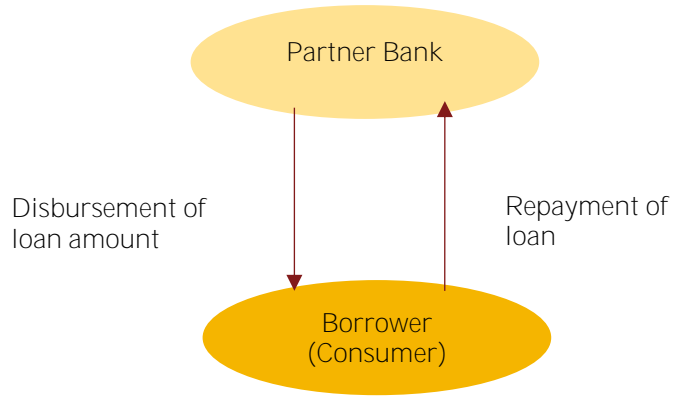 Partner Bank
Disbursement of
loan amount
Repayment of
loan
Borrower
(Consumer)